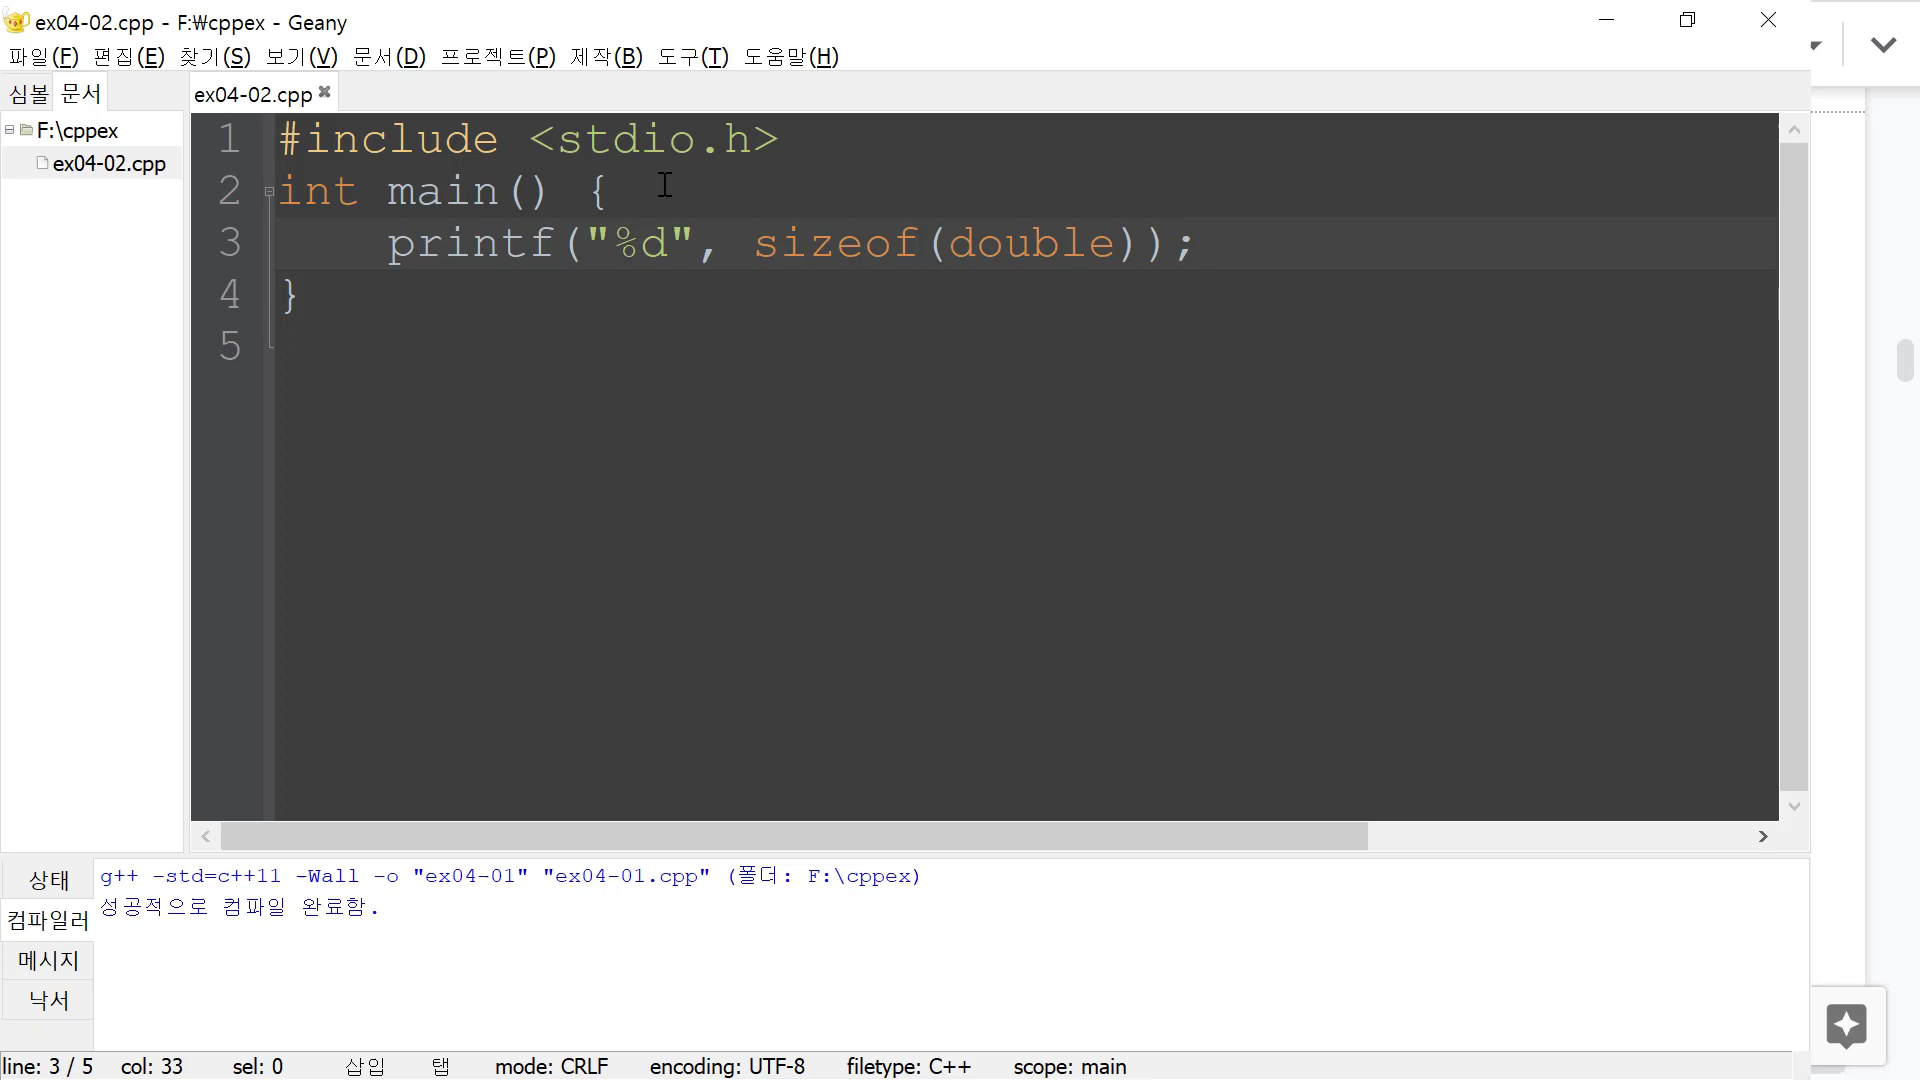 ex04-02.cpp - F:₩cppex - Geany
파일(F) 편집(E) 찾기(S) 보기(V) 문서(D) 프로젝트(P) 제작(B) 도구(T) 도움말(H)
심볼 문서
ex04-02.cpp
F:\cppex
ex04-02.cpp
1 #include <stdio.h>
2 int main() {
3 printf("%d", sizeof(double));
4 }
5
상태
컴파일러
메시지
낙서
g++ -std=c++11 -Wall -o "ex04-01" "ex04-01.cpp" (폴더: F:\cppex)
성공적으로 컴파일 완료함.
line: 3 / 5 col: 33 sel: 0 삽입 탭 mode: CRLF encoding: UTF-8 filetype: C++ scope: main